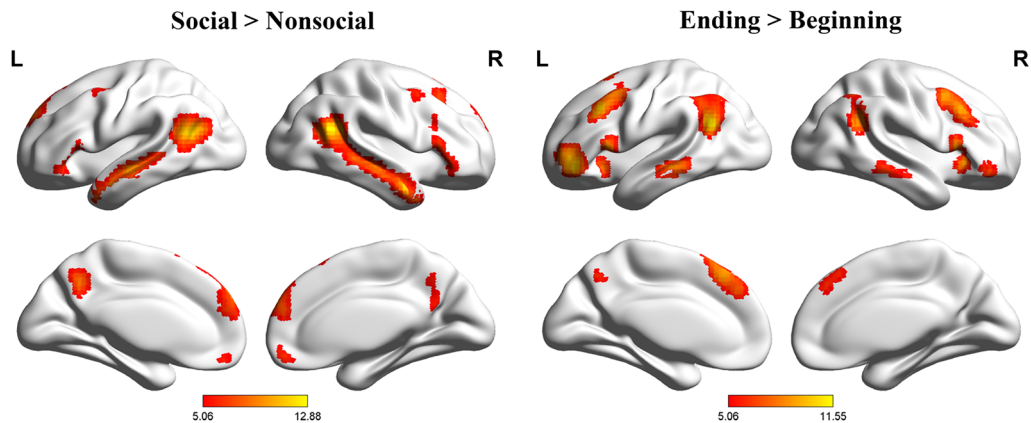 Social > Nonsocial
Ending > Beginning
L
R
L
R
5.06
12.88
5.06
11.55